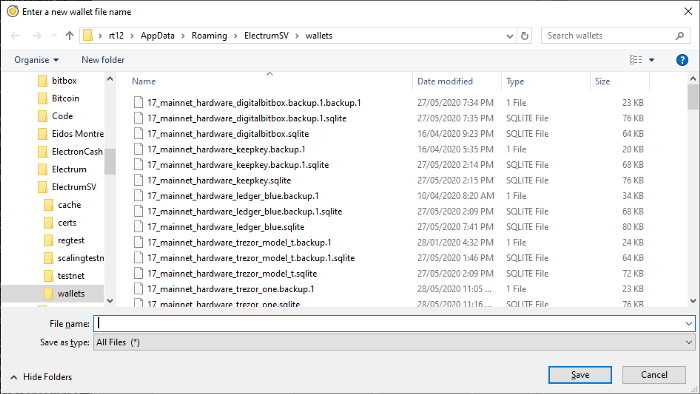 Enter a new wallet file name
rt12 > AppData > Roaming > ElectrumSV > wallets
Search wallets
Organise
New folder
?
bitbox
Bitcoin
Code
Eidos Montre
ElectronCash
Electrum
ElectrumSV
cache
certs
regtest
scalingtestn
testnet
wallets
Name Date modified Type Size
17_mainnet_hardware_digitalbitbox.backup.1.backup.1 27/05/2020 7:34 PM 1 File 23 KB
17_mainnet_hardware_digitalbitbox.backup.1.sqlite 27/05/2020 7:35 PM SQLITE File 76 KB
17_mainnet_hardware_digitalbitbox.sqlite 16/04/2020 9:23 PM SQLITE File 64 KB
17_mainnet_hardware_keepkey.backup.1 16/04/2020 5:35 PM 1 File 20 KB
17_mainnet_hardware_keepkey.backup.1.sqlite 27/05/2020 2:14 PM SQLITE File 68 KB
17_mainnet_hardware_keepkey.sqlite 27/05/2020 2:15 PM SQLITE File 76 KB
17_mainnet_hardware_ledger_blue.backup.1 10/04/2020 8:20 AM 1 File 34 KB
17_mainnet_hardware_ledger_blue.backup.1.sqlite 27/05/2020 2:09 PM SQLITE File 68 KB
17_mainnet_hardware_ledger_blue.sqlite 27/05/2020 7:41 PM SQLITE File 80 KB
17_mainnet_hardware_trezor_model_t.backup.1 28/01/2020 4:32 PM 1 File 24 KB
17_mainnet_hardware_trezor_model_t.backup.1.sqlite 27/05/2020 1:46 PM SQLITE File 64 KB
17_mainnet_hardware_trezor_model_t.sqlite 27/05/2020 2:09 PM SQLITE File 72 KB
17_mainnet_hardware_trezor_one.backup.1 28/05/2020 11:05 ... 1 File 23 KB
17_mainnet_hardware_trezor_one.sqlite 28/05/2020 11:16 ... SQLITE File 76 KB
File name:
Save as type: All Files (*)
Hide Folders
Save
Cancel